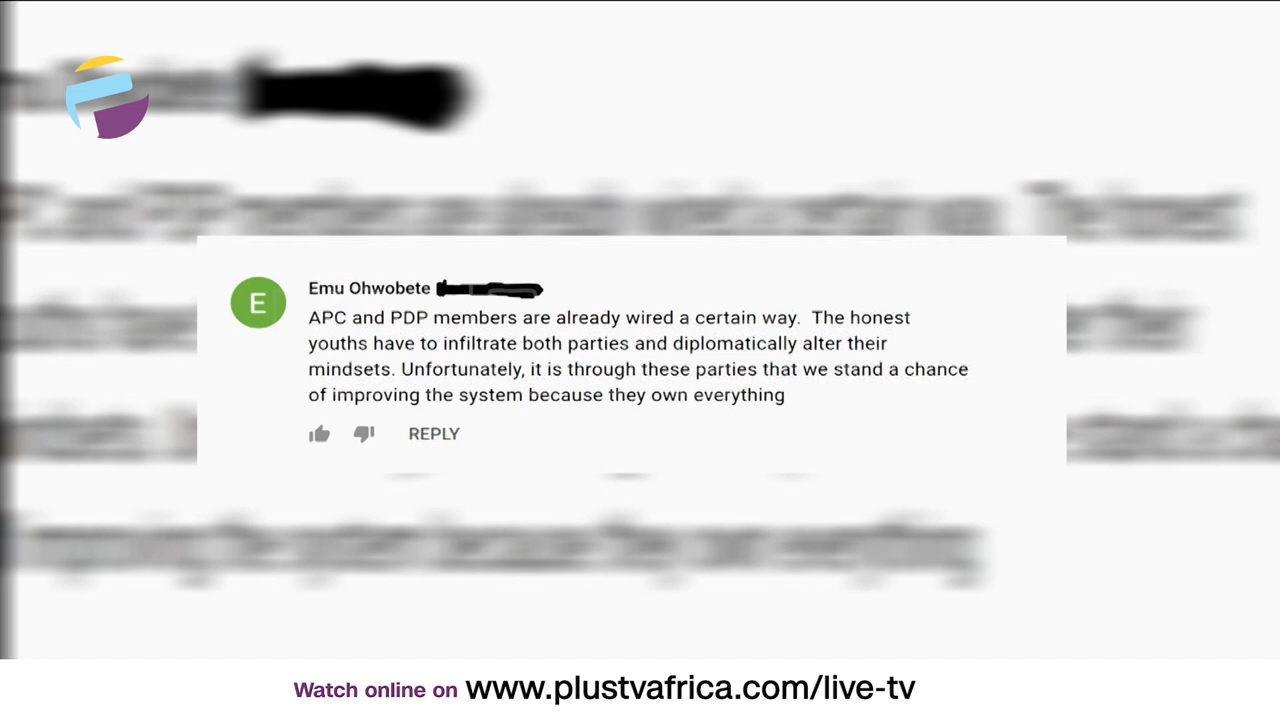 Emu Ohwobete
E
APC and PDP members are already wired a certain way.  The honest
youths have to infiltrate both parties and diplomatically alter their
mindsets. Unfortunately, it is through these parties that we stand a chance
of improving the system because they own everything
REPLY
Watch online on www.plustvafrica.com/live-tv